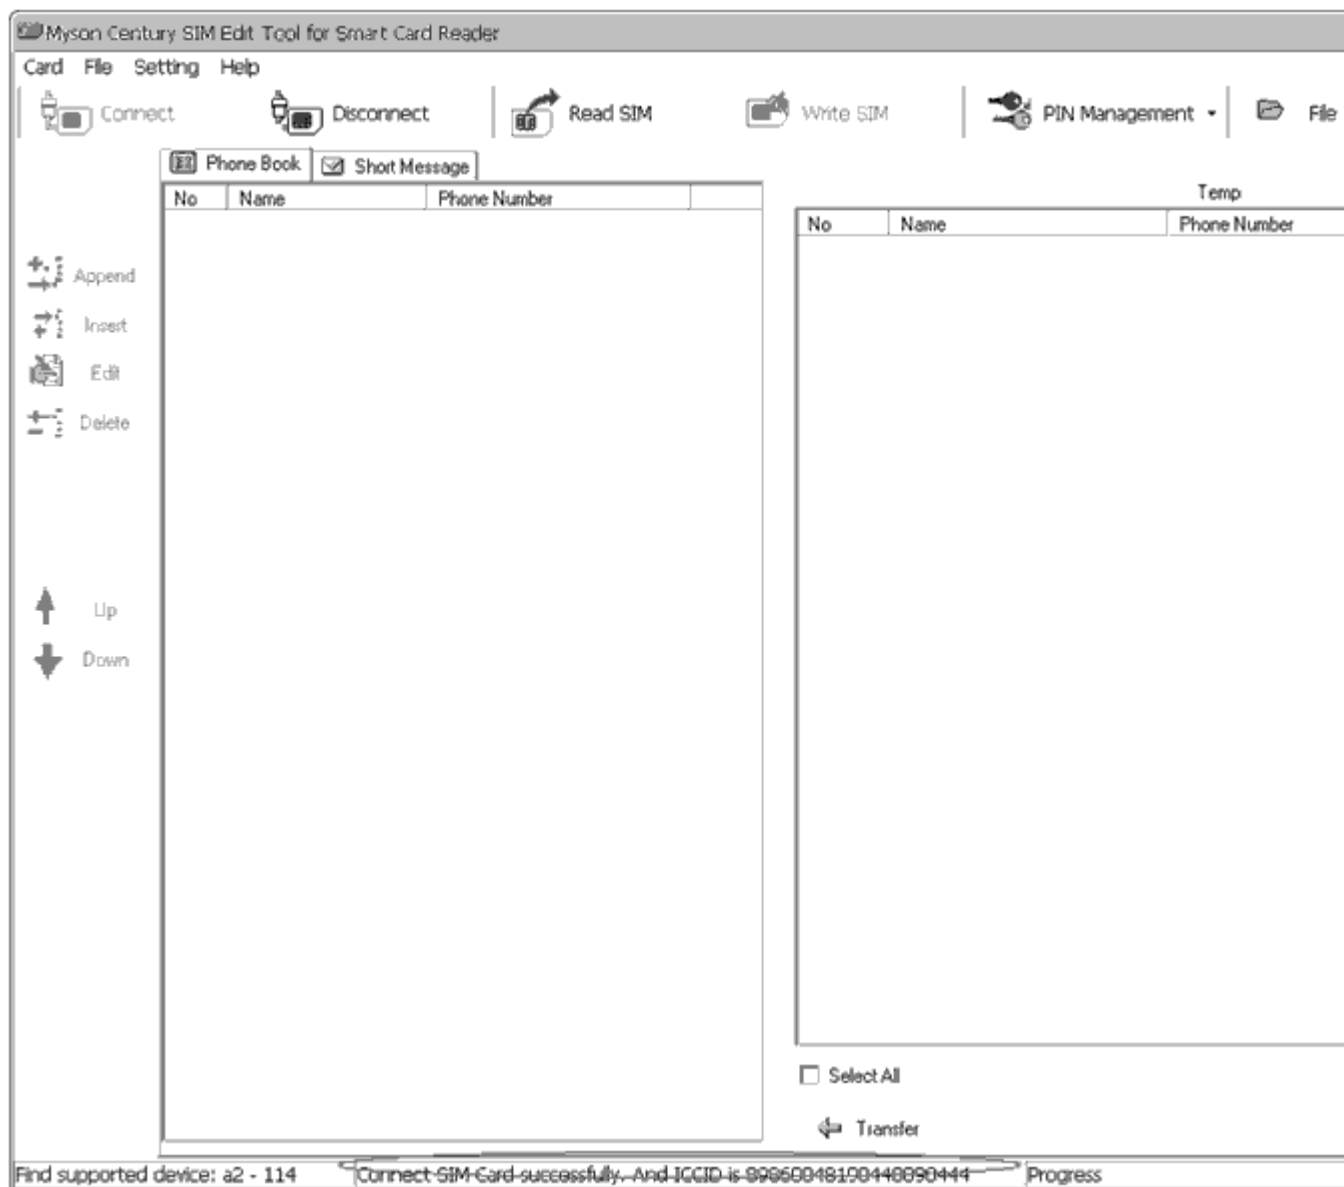 Myson Century SIM Edit Tool for Smart Card Reader
Card File Setting Help
Connect Disconnect Read SIM Write SIM PIN Management File
Phone Book Short Message
No Name Phone Number
Temp
No Name Phone Number
Append
Insert
Edit
Delete
Up
Down
Select All
Transfer
Find supported device: a2 - 114 Connect SIM Card successfully. And ICCID is Progress